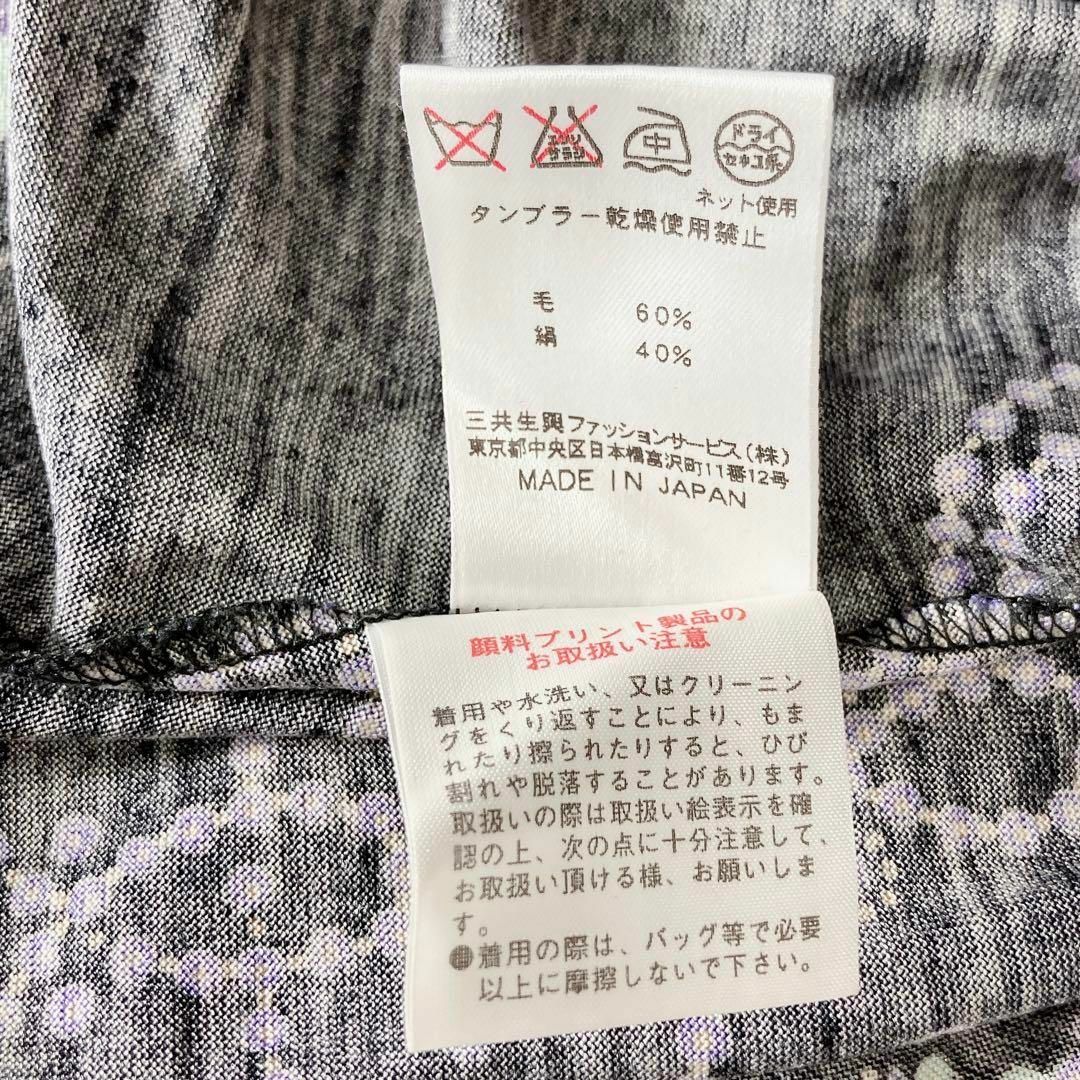 エンソ
サラシ
中
ドライ
セキユ系
ネット使用
タンブラー乾燥使用禁止
毛 60%
絹 40%
三共生興ファッションサービス(株)
東京都中央区日本橋富沢町11番12号
MADE IN JAPAN
顔料プリント製品の
お取扱い注意
着用や水洗い、又はクリーニン
グをくり返すことにより、もま
れたり擦られたりすると、ひび
割れや脱落することがあります。
取扱いの際は取扱い絵表示を確
認の上、次の点に十分注意して、
お取扱い頂ける様、お願いしま
す。
●着用の際は、バッグ等で必要
以上に摩擦しないで下さい。